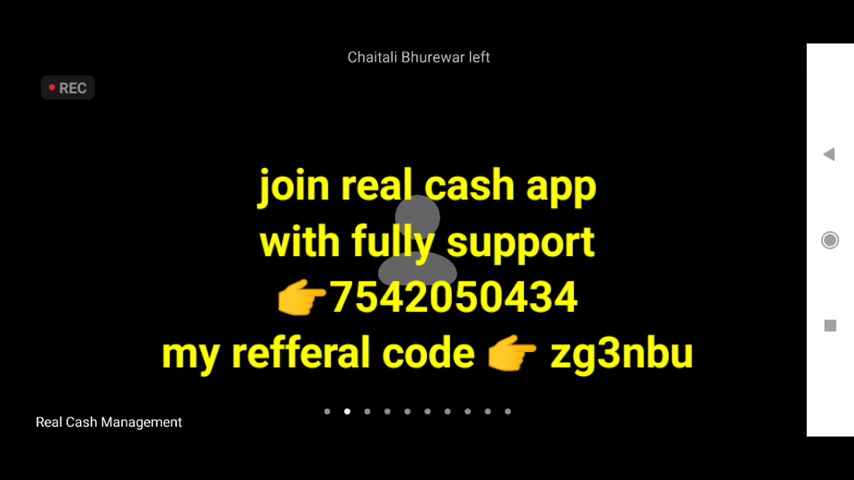 Chaitali Bhurewar left
REC
join real cash app
with fully support
👉7542050434
my refferal code 👉 zg3nbu
Real Cash Management